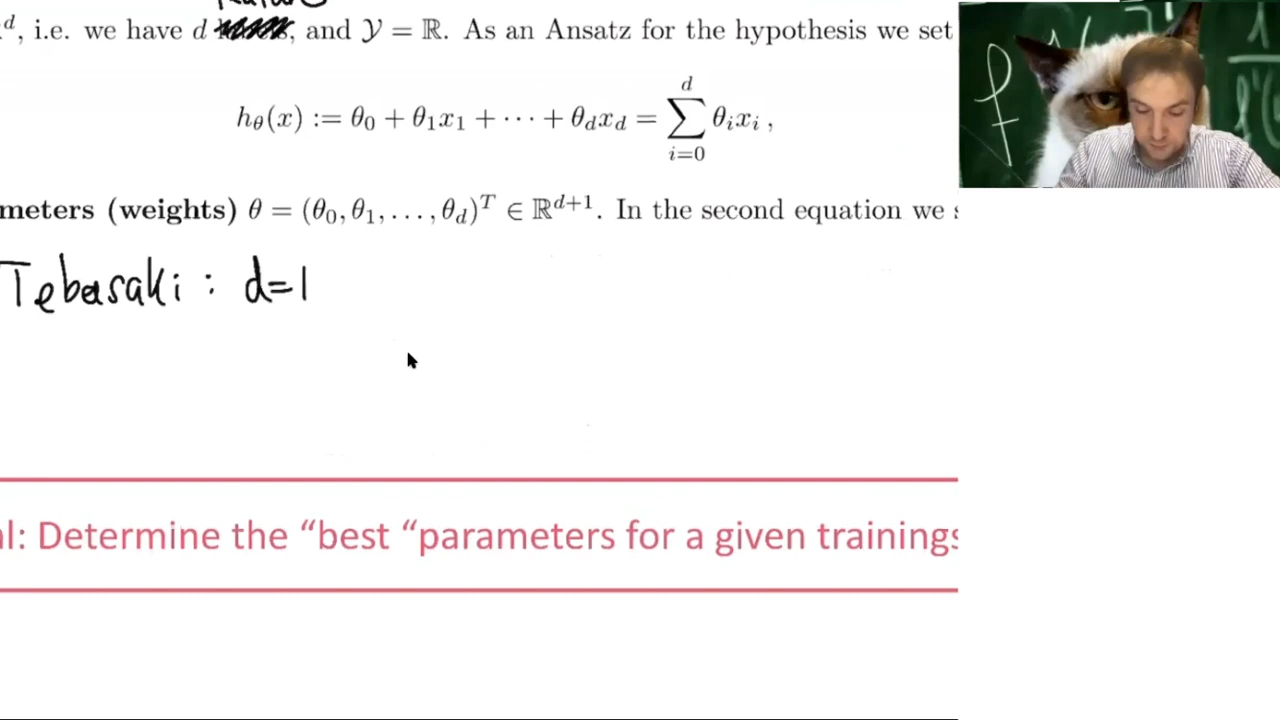 d, i.e. we have d , and 𝒴 = ℝ. As an Ansatz for the hypothesis we set
h_θ(x) := θ_0 + θ_1x_1 + ··· + θ_dx_d = ∑_{i=0}^{d} θ_ix_i ,
meters (weights) θ = (θ_0, θ_1, . . . , θ_d)^T ∈ ℝ^{d+1}. In the second equation we s
Tebasaki : d=1
l: Determine the “best “parameters for a given trainings